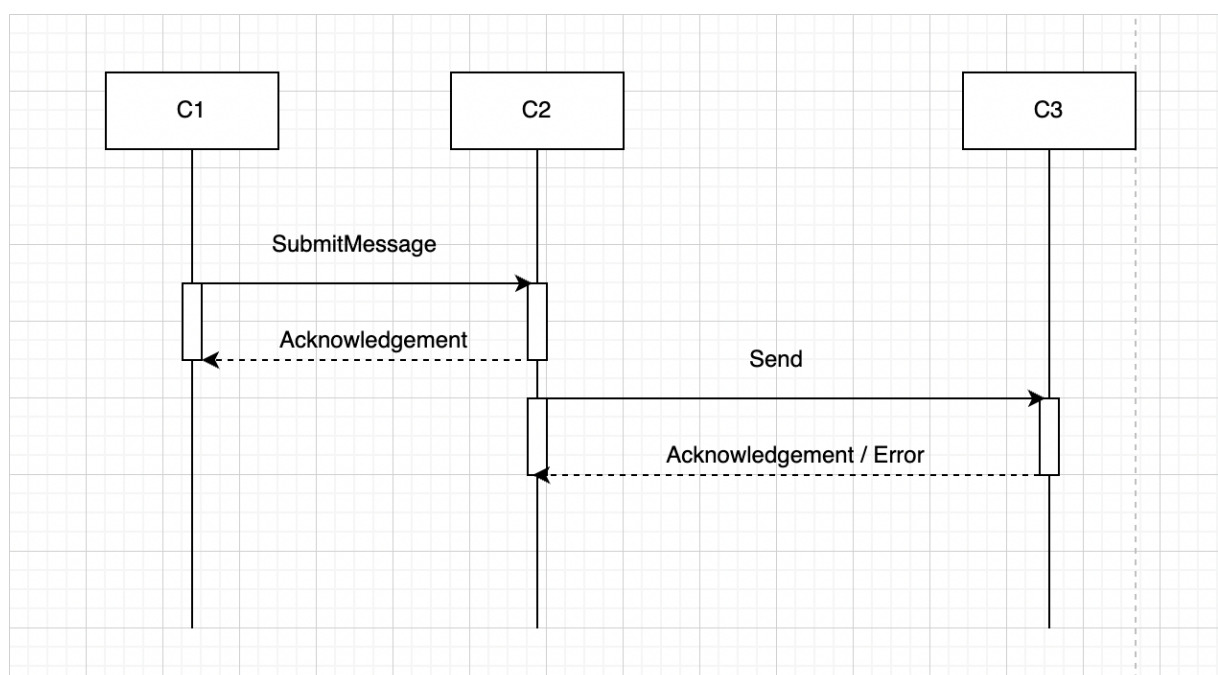 C1
C2
C3
SubmitMessage
Acknowledgement
Send
Acknowledgement / Error